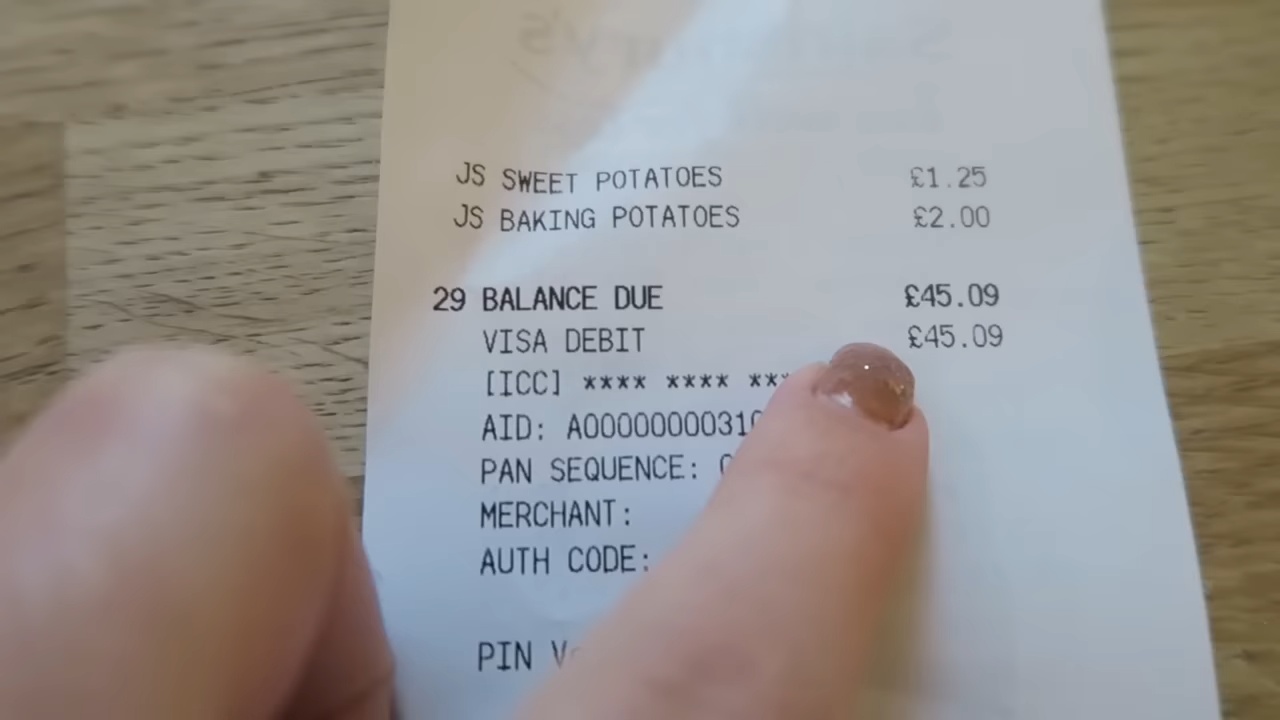 JS SWEET POTATOES £1.25
JS BAKING POTATOES £2.00
29 BALANCE DUE £45.09
VISA DEBIT £45.09
[ICC] **** **** ***
AID: A0000000031
PAN SEQUENCE:
MERCHANT:
AUTH CODE:
PIN